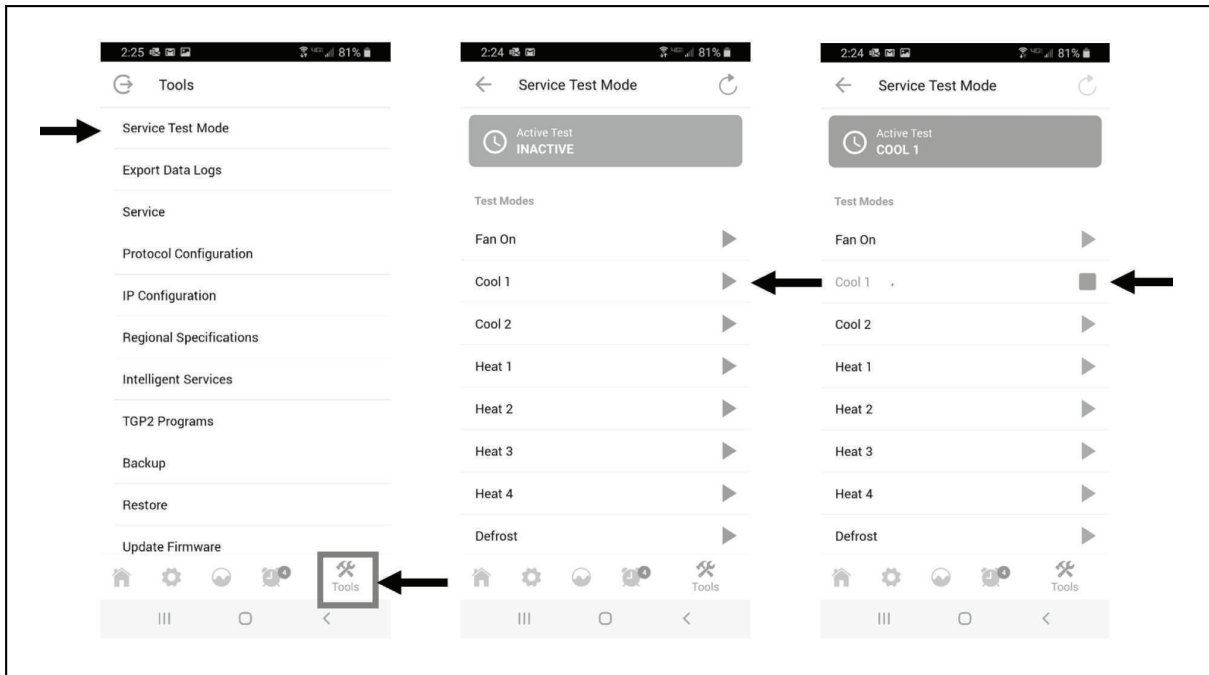 2:25 81%
Tools
Service Test Mode
Export Data Logs
Service
Protocol Configuration
IP Configuration
Regional Specifications
Intelligent Services
TGP2 Programs
Backup
Restore
Update Firmware
4
Tools
2:24 81%
Service Test Mode
Active Test
INACTIVE
Test Modes
Fan On
Cool 1
Cool 2
Heat 1
Heat 2
Heat 3
Heat 4
Defrost
4
Tools
2:24 81%
Service Test Mode
Active Test
COOL 1
Test Modes
Fan On
Cool 1
Cool 2
Heat 1
Heat 2
Heat 3
Heat 4
Defrost
4
Tools